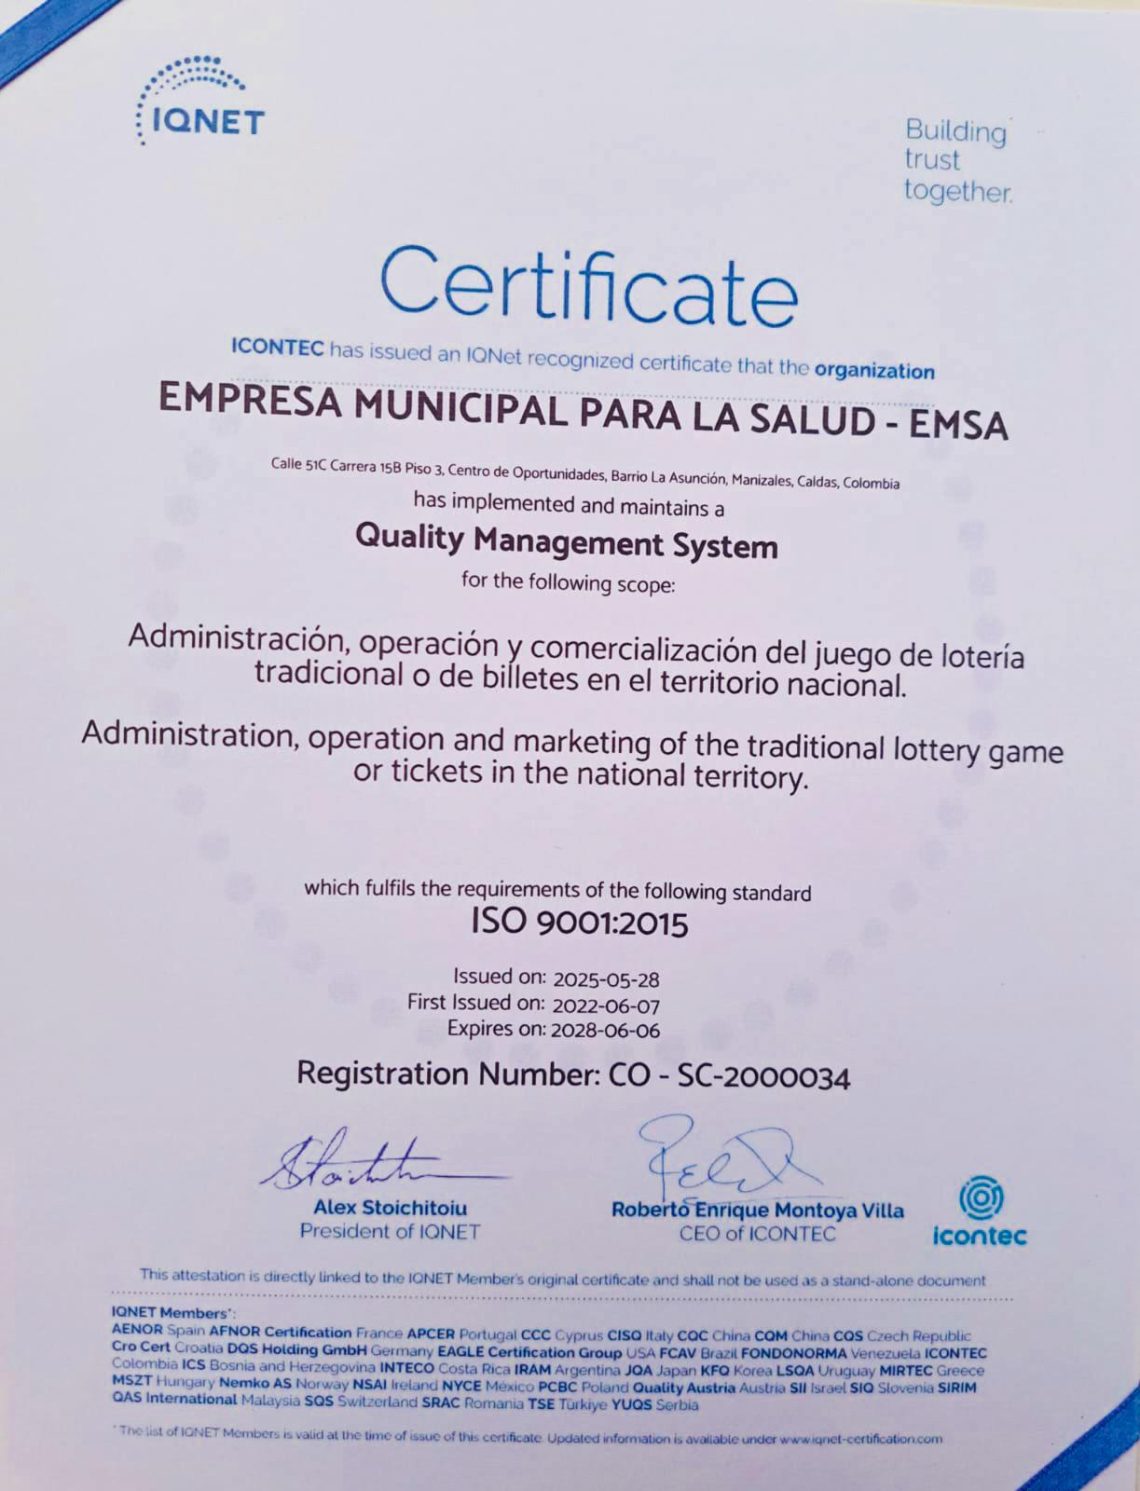 IQNET
Building
trust
together.
Certificate
ICONTEC has issued an IQNet recognized certificate that the organization
EMPRESA MUNICIPAL PARA LA SALUD - EMSA
Calle 51C Carrera 15B Piso 3, Centro de Oportunidades, Barrio La Asunción, Manizales, Caldas, Colombia
has implemented and maintains a
Quality Management System
for the following scope:
Administración, operación y comercialización del juego de lotería
tradicional o de billetes en el territorio nacional.
Administration, operation and marketing of the traditional lottery game
or tickets in the national territory.
which fulfils the requirements of the following standard
ISO 9001:2015
Issued on: 2025-05-28
First Issued on: 2022-06-07
Expires on: 2028-06-06
Registration Number: CO - SC-2000034
Alex Stoichitoiu
President of IQNET
Roberto Enrique Montoya Villa
CEO of ICONTEC
icontec
This attestation is directly linked to the IQNET Member's original certificate and shall not be used as a stand-alone document
IQNET Members*:
AENOR Spain AFNOR Certification France APCER Portugal CCC Cyprus CISQ Italy CQC China CQM China CQS Czech Republic
Cro Cert Croatia DQS Holding GmbH Germany EAGLE Certification Group USA FCAV Brazil FONDONORMA Venezuela ICONTEC
Colombia ICS Bosnia and Herzegovina INTECO Costa Rica IRAM Argentina JQA Japan KFQ Korea LSQA Uruguay MIRTEC Greece
MSZT Hungary Nemko AS Norway NSAI Ireland NYCE México PCBC Poland Quality Austria Austria SII Israel SIQ Slovenia SIRIM
QAS International Malaysia SQS Switzerland SRAC Romania TSE Türkiye YUQS Serbia
* The list of IQNET Members is valid at the time of issue of this certificate. Updated information is available under www.iqnet-certification.com